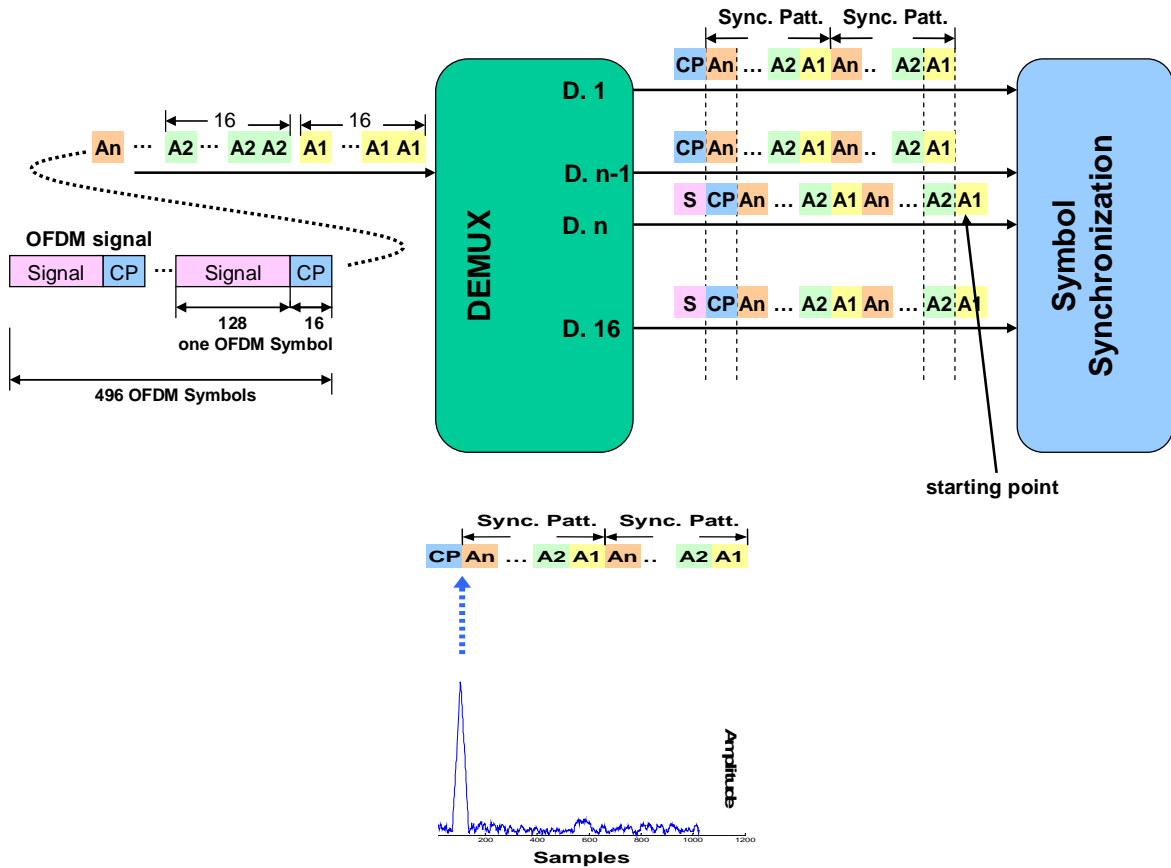 Sync. Patt. Sync. Patt.
CP An ... A2 A1 An .. A2 A1
D. 1
16 16
An ... A2 ... A2 A2 A1 ... A1 A1
CP An ... A2 A1 An .. A2 A1
D. n-1
S CP An ... A2 A1 An ... A2 A1
D. n
OFDM signal
Signal CP ... Signal CP
128 16
one OFDM Symbol
496 OFDM Symbols
DEMUX
S CP An ... A2 A1 An ... A2 A1
D. 16
Symbol
Synchronization
starting point
Sync. Patt. Sync. Patt.
CP An ... A2 A1 An .. A2 A1
Amplitude
200 400 600 800 1000 1200
Samples